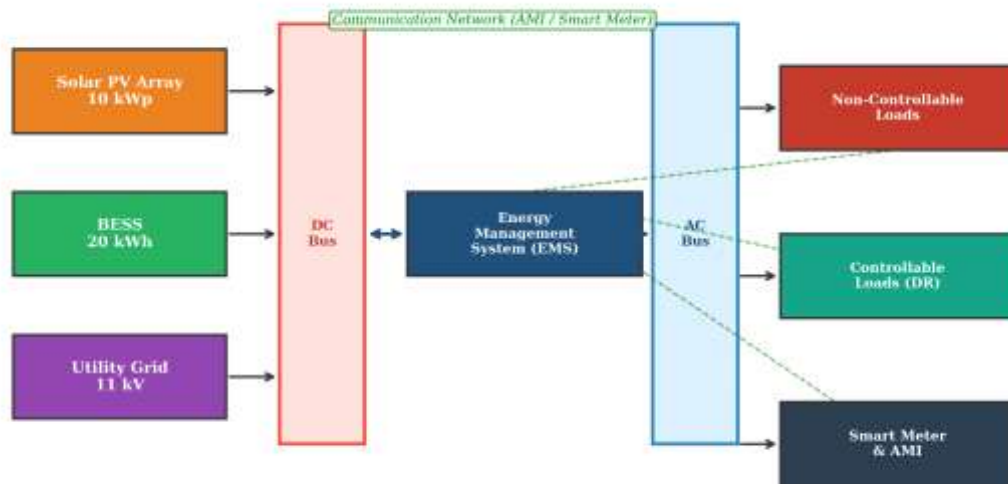 Communication Network (AMI / Smart Meter)
Solar PV Array
10 kWp
BESS
20 kWh
Utility Grid
11 kV
DC
Bus
Energy
Management
System (EMS)
AC
Bus
Non-Controllable
Loads
Controllable
Loads (DR)
Smart Meter
& AMI